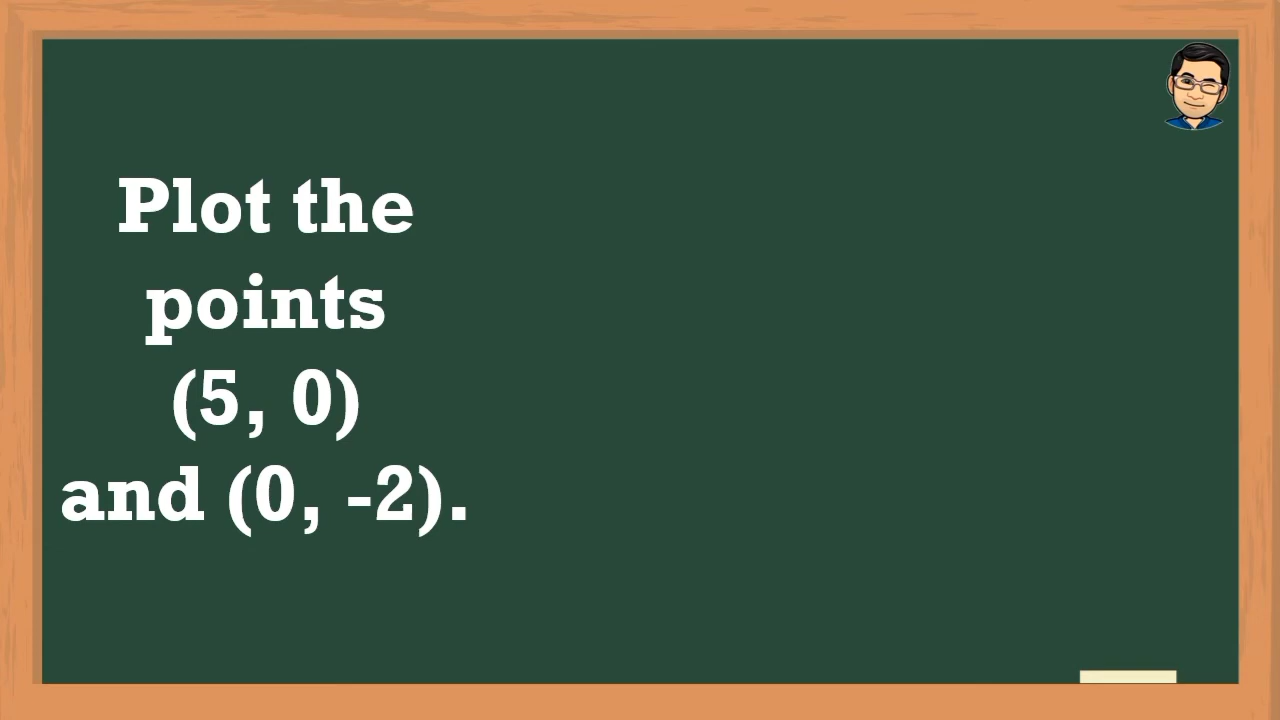 Plot the
points
(5, 0)
and (0, -2).